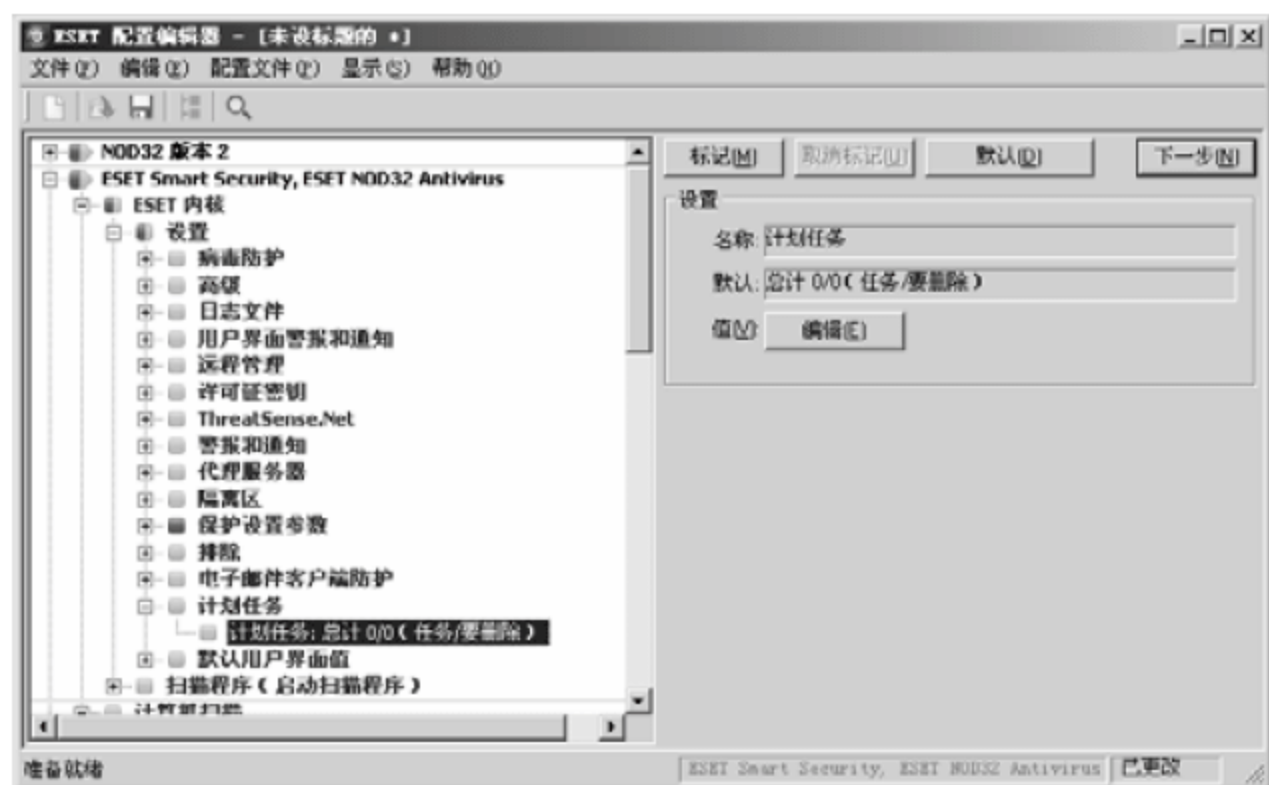 ESET 配置编辑器 - [未设标题的 *]
文件(F) 编辑(E) 配置文件(P) 显示(S) 帮助(H)
标记(M) 取消标记(U) 默认(D) 下一步(N)
NOD32 版本 2
ESET Smart Security, ESET NOD32 Antivirus
ESET 内核
设置
病毒防护
高级
日志文件
用户界面警报和通知
远程管理
许可证密钥
ThreatSense.Net
警报和通知
代理服务器
隔离区
保护设置参数
排除
电子邮件客户端防护
计划任务
计划任务: 总计 0/0 ( 任务/要删除 )
默认用户界面值
扫描程序 ( 启动扫描程序 )
计算机扫描
设置
名称: 计划任务
默认: 总计 0/0 ( 任务/要删除 )
值(V): 编辑(E)
准备就绪
ESET Smart Security, ESET NOD32 Antivirus 已更改